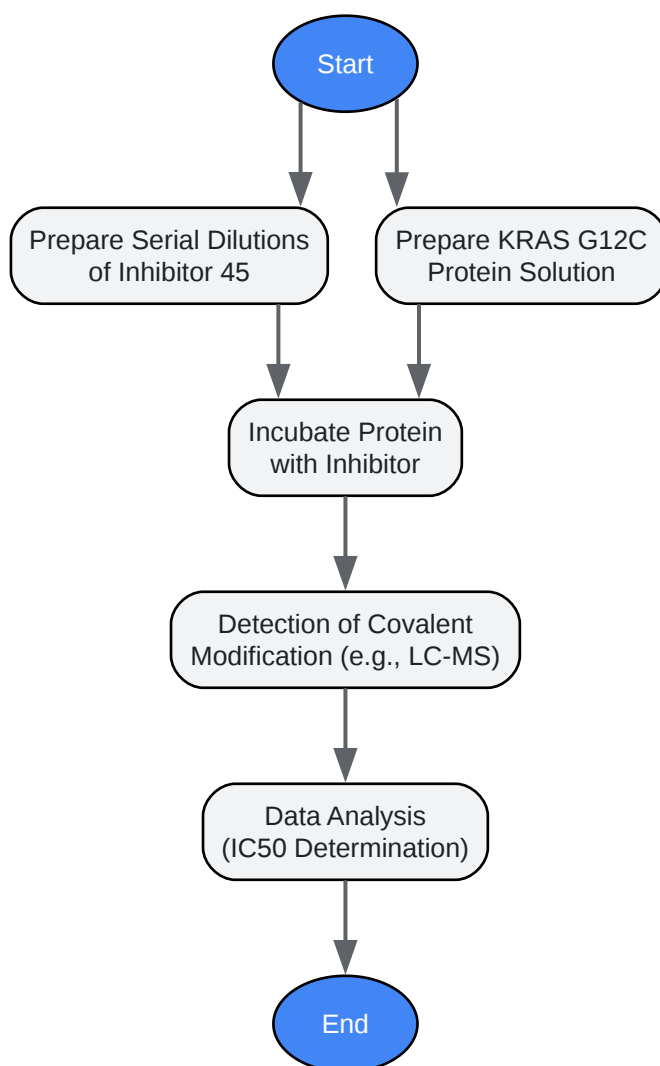 Start
Prepare Serial Dilutions
of Inhibitor 45
Prepare KRAS G12C
Protein Solution
Incubate Protein
with Inhibitor
Detection of Covalent
Modification (e.g., LC-MS)
Data Analysis
(IC50 Determination)
End